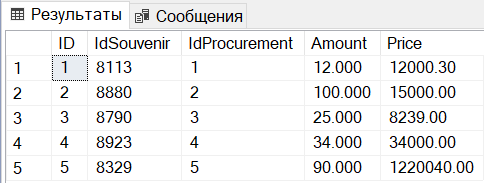 Результаты Сообщения
ID IdSouvenir IdProcurement Amount Price
1 1 8113 1 12.000 12000.30
2 2 8880 2 100.000 15000.00
3 3 8790 3 25.000 8239.00
4 4 8923 4 34.000 34000.00
5 5 8329 5 90.000 1220040.00